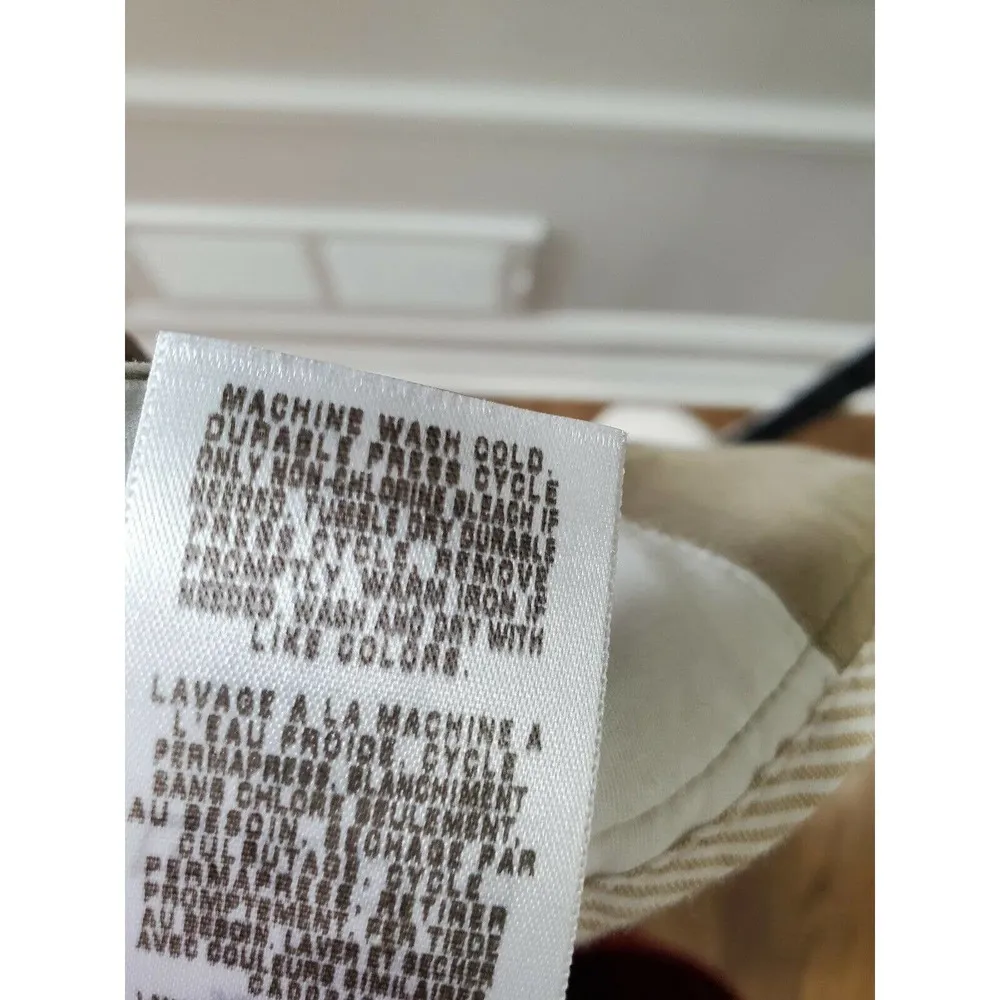 MACHINE WASH COLD,
DURABLE PRESS CYCLE
ONLY NON-CHLORINE BLEACH IF
NEEDED, TUMBLE DRY DURABLE
PRESS CYCLE, REMOVE
PROMPTLY, WARM IRON IF
NEEDED, WASH AND DRY WITH
LIKE COLORS.
LAVAGE A LA MACHINE A
L'EAU FROIDE, CYCLE
PERMAPRESS, BLANCHIMENT
SANS CHLORE SEULEMENT,
AU BESOIN, SECHAGE PAR
CULBUTAGE, CYCLE
PERMAPRESS, RETIRER
PROMPTEMENT, FER TIEDE
AU BESOIN, LAVER ET SECHER
AVEC COULEURS SIMILAIRES